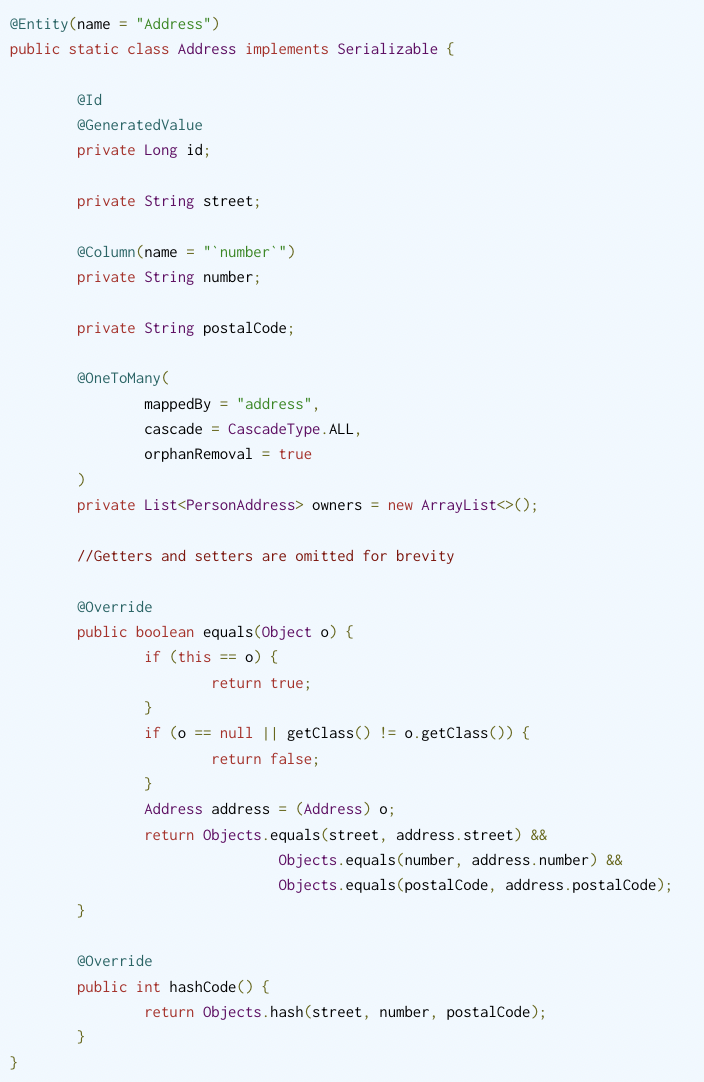 @Entity(name = "Address")
public static class Address implements Serializable {
@Id
@GeneratedValue
private Long id;
private String street;
@Column(name = "`number`")
private String number;
private String postalCode;
@OneToMany(
mappedBy = "address",
cascade = CascadeType.ALL,
orphanRemoval = true
)
private List<PersonAddress> owners = new ArrayList<>();
//Getters and setters are omitted for brevity
@Override
public boolean equals(Object o) {
if (this == o) {
return true;
}
if (o == null || getClass() != o.getClass()) {
return false;
}
Address address = (Address) o;
return Objects.equals(street, address.street) &&
Objects.equals(number, address.number) &&
Objects.equals(postalCode, address.postalCode);
}
@Override
public int hashCode() {
return Objects.hash(street, number, postalCode);
}
}